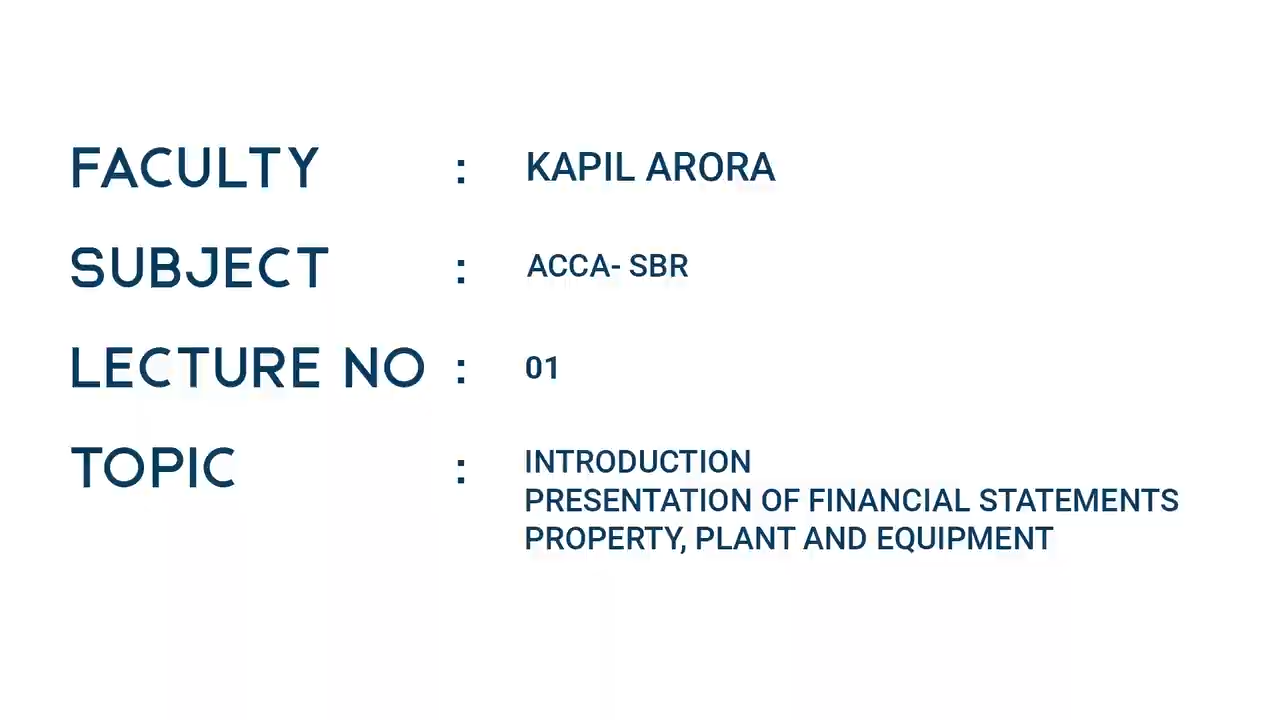 FACULTY : KAPIL ARORA
SUBJECT : ACCA- SBR
LECTURE NO : 01
TOPIC : INTRODUCTION
PRESENTATION OF FINANCIAL STATEMENTS
PROPERTY, PLANT AND EQUIPMENT